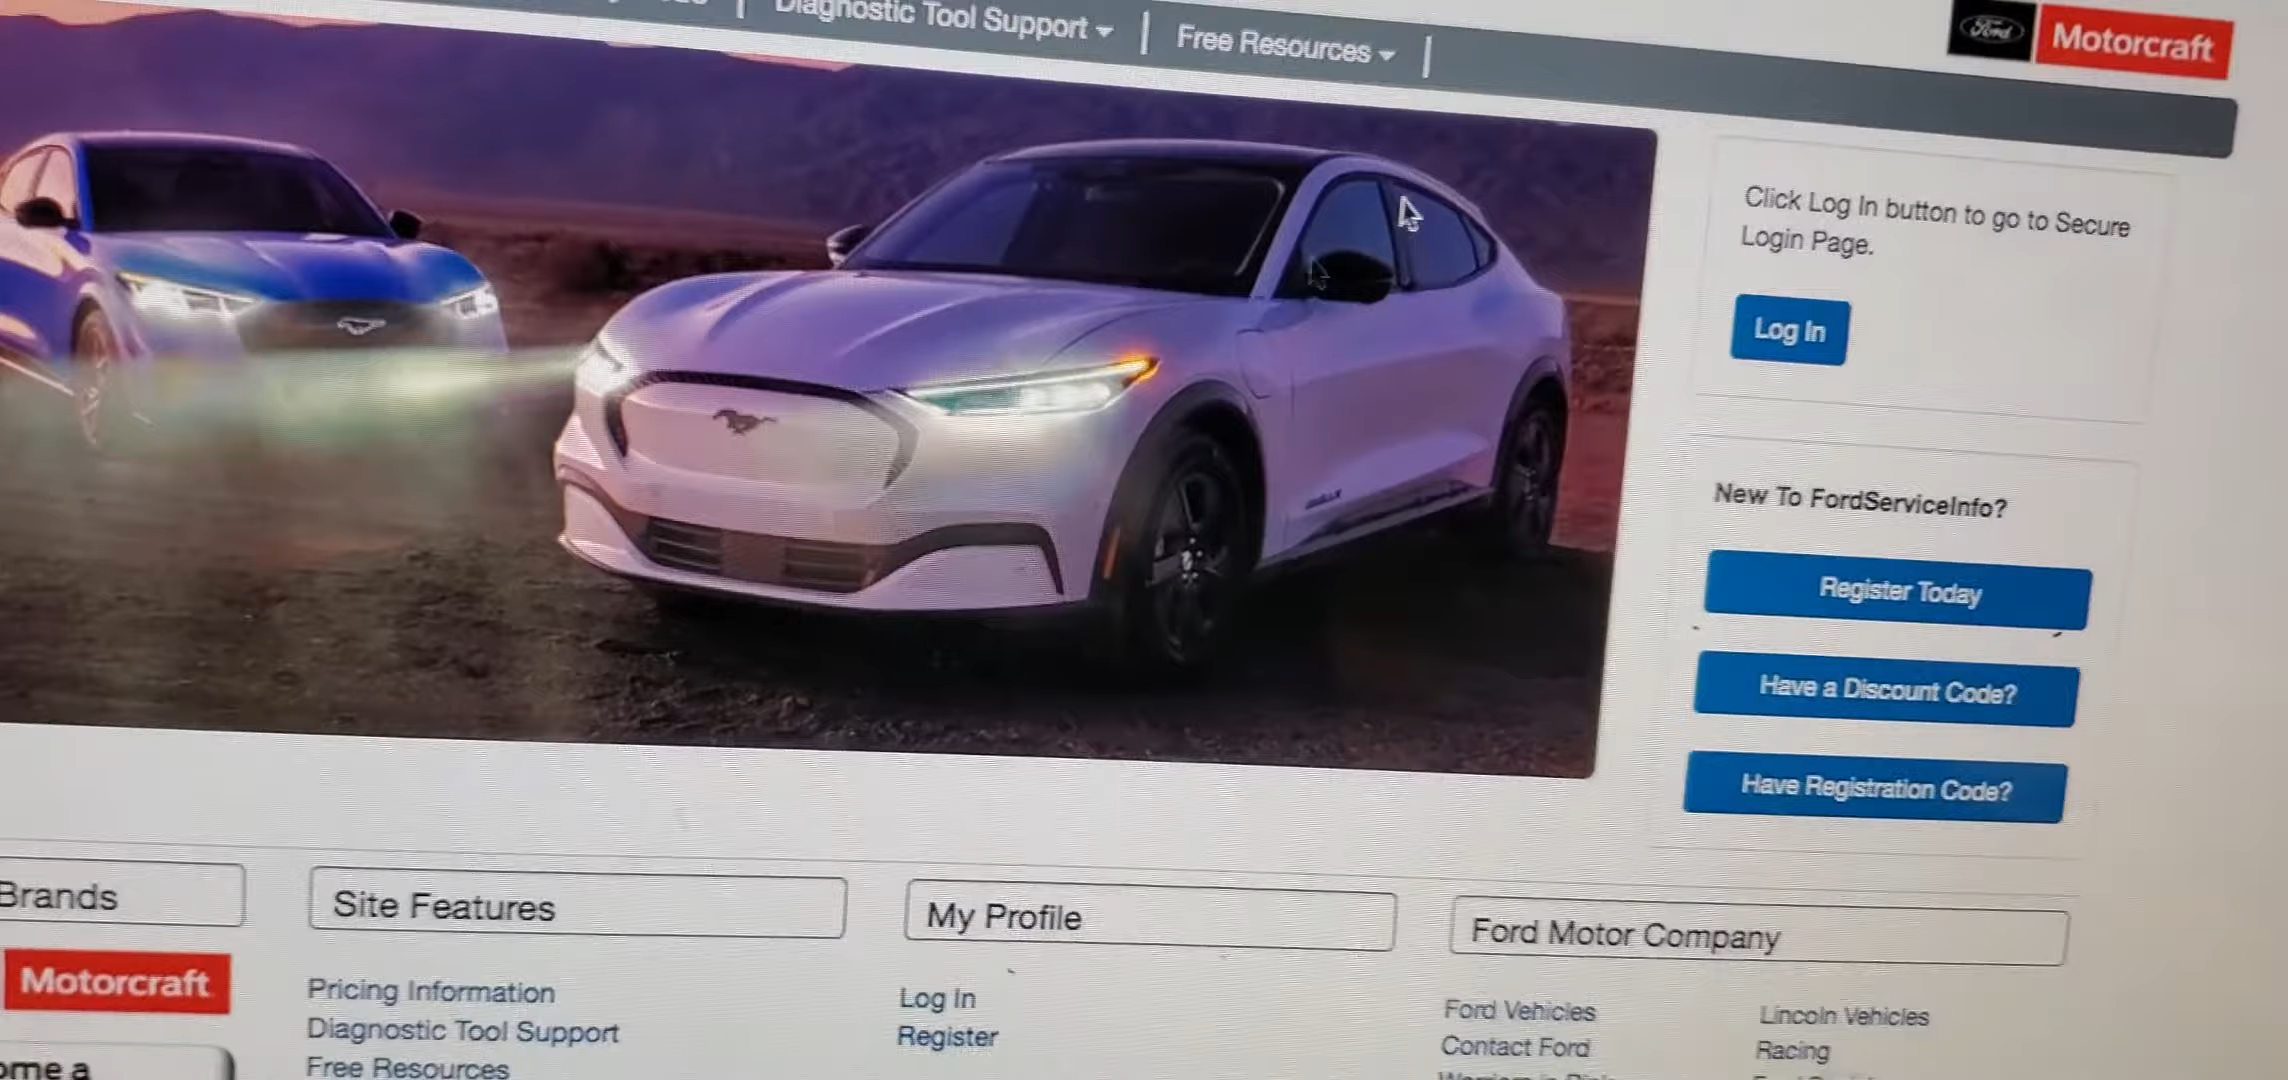 Diagnostic Tool Support
Free Resources
Ford
Motorcraft
Click Log In button to go to Secure
Login Page.
Log In
New To FordServiceInfo?
Register Today
Have a Discount Code?
Have Registration Code?
Brands
Site Features
My Profile
Ford Motor Company
Motorcraft
Pricing Information
Diagnostic Tool Support
Free Resources
Log In
Register
Ford Vehicles
Contact Ford
Lincoln Vehicles
Racing